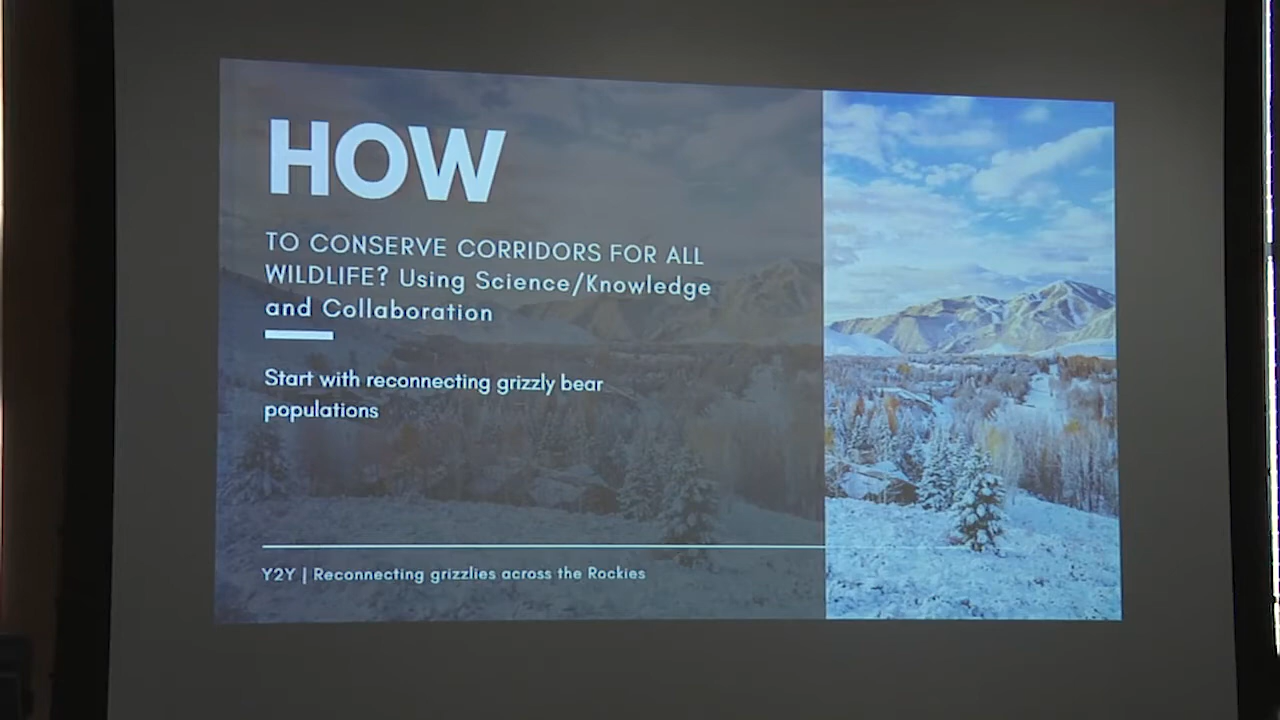 HOW
TO CONSERVE CORRIDORS FOR ALL
WILDLIFE? Using Science/Knowledge
and Collaboration
Start with reconnecting grizzly bear
populations
Y2Y | Reconnecting grizzlies across the Rockies